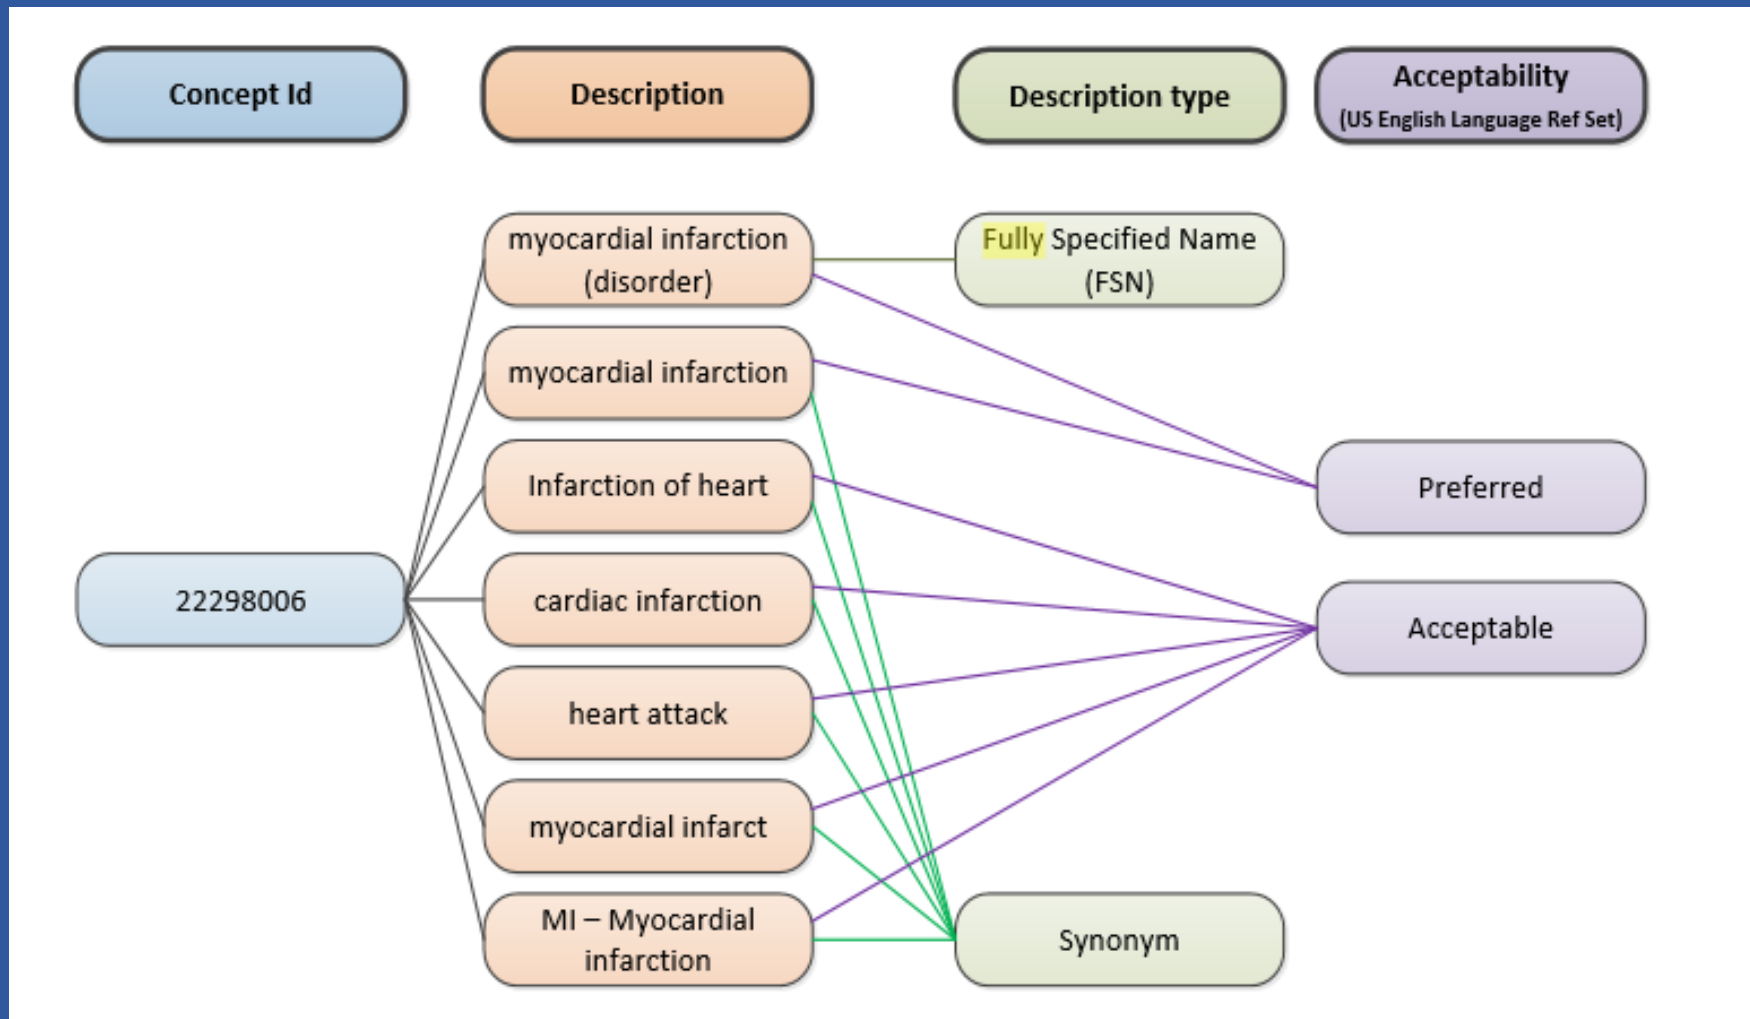 Concept Id
Description
Description type
Acceptability
(US English Language Ref Set)
myocardial infarction
(disorder)
Fully Specified Name
(FSN)
myocardial infarction
Infarction of heart
Preferred
22298006
cardiac infarction
Acceptable
heart attack
myocardial infarct
MI – Myocardial
infarction
Synonym